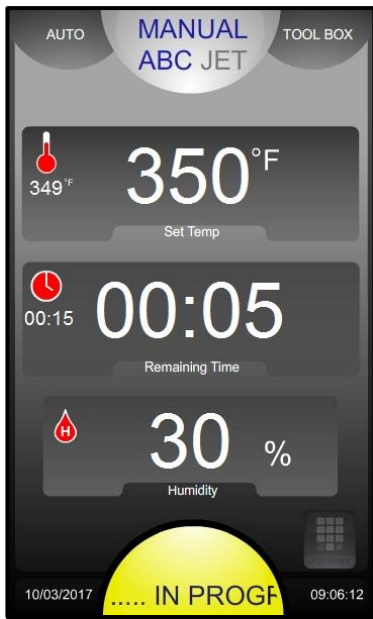 AUTO
MANUAL
TOOL BOX
ABC JET
349°F
350°F
Set Temp
00:15
00:05
Remaining Time
H
30 %
Humidity
10/03/2017
..... IN PROGF
09:06:12